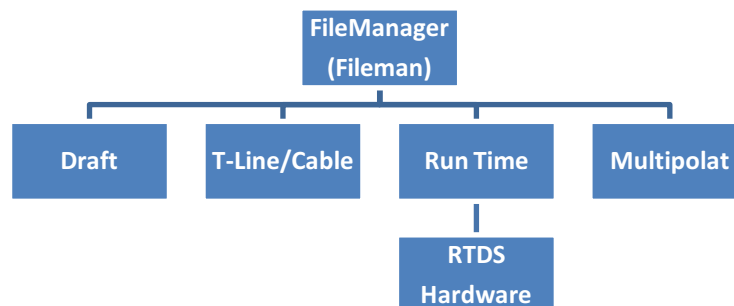 FileManager
(Fileman)
Draft
T-Line/Cable
Run Time
Multipolat
RTDS
Hardware